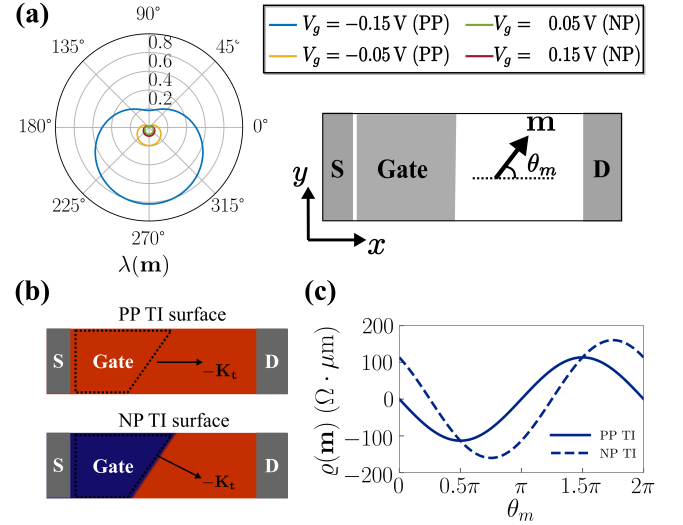 (a)
90°
135°
45°
0.8
0.6
0.4
0.2
180°
0°
225°
315°
270°
λ(m)
V_g = −0.15 V (PP)
V_g = 0.05 V (NP)
V_g = −0.05 V (PP)
V_g = 0.15 V (NP)
S
Gate
m
θ_m
D
y
x
(b)
PP TI surface
S
Gate
−K_t
D
NP TI surface
S
Gate
−K_t
D
(c)
200
100
0
−100
−200
ϱ(m) (Ω · μm)
PP TI
NP TI
0
0.5π
π
1.5π
2π
θ_m